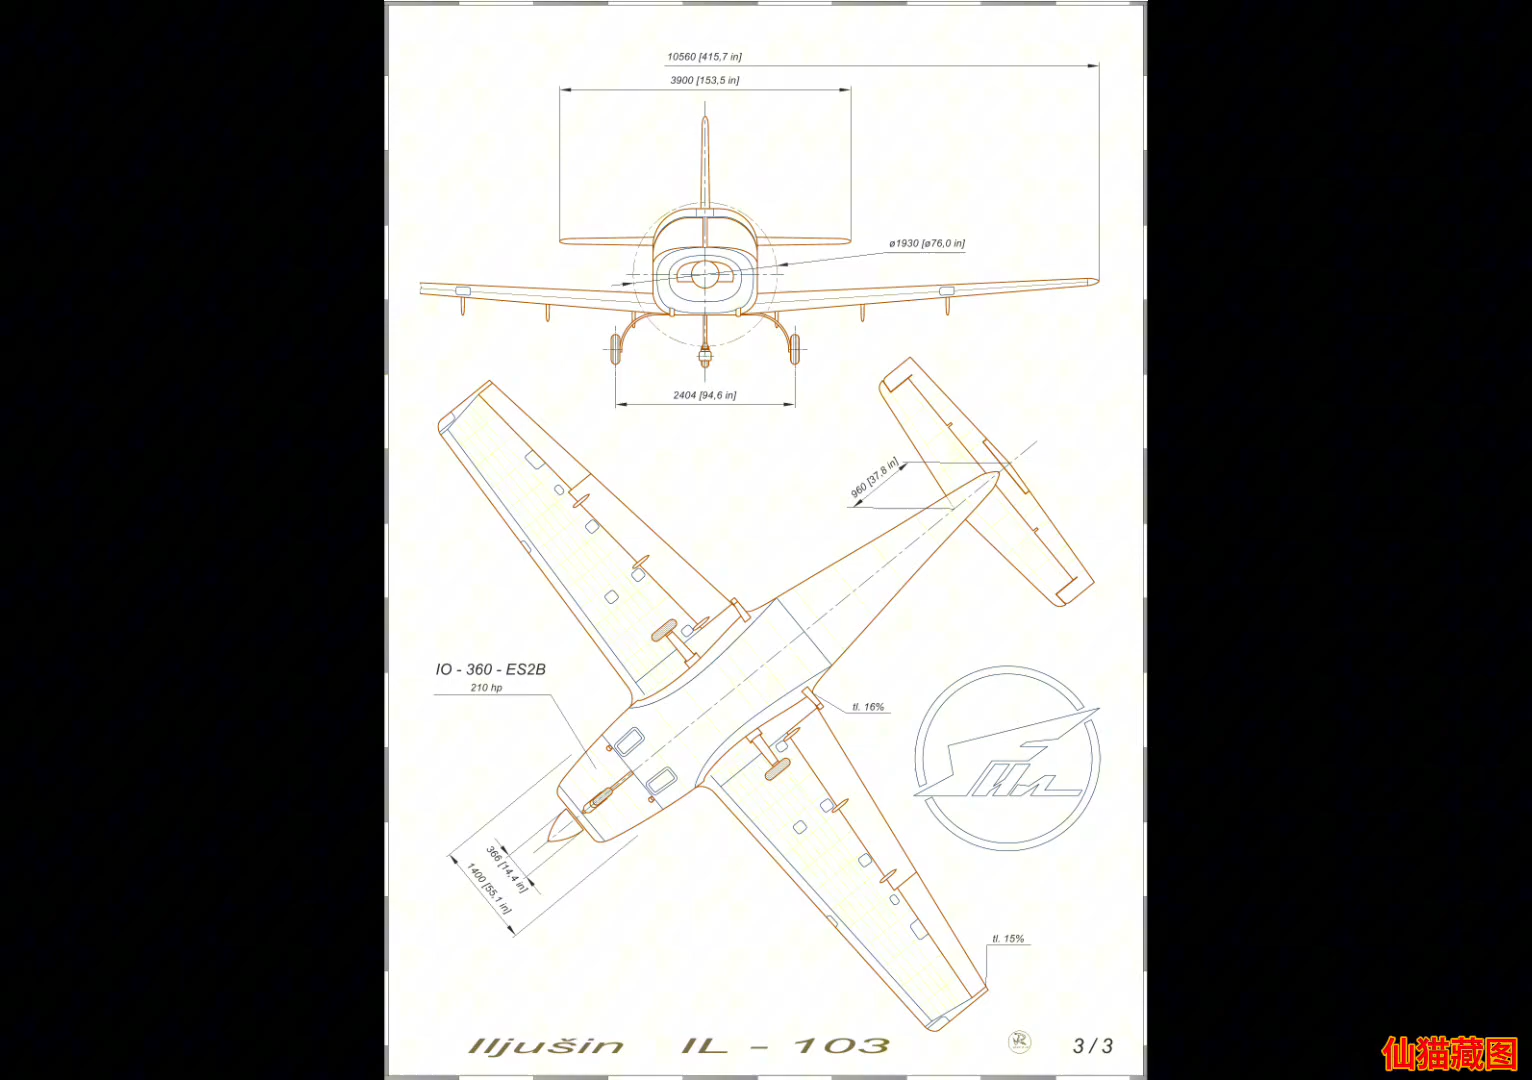 10560 [415,7 in]
3900 [153,5 in]
ø1930 [ø76,0 in]
2404 [94,6 in]
960 [37,8 in]
IO - 360 - ES2B
210 hp
tl. 16%
Ил
366 [14,4 in]
1400 [55,1 in]
tl. 15%
Iljušin IL - 103
3 / 3
仙猫藏图